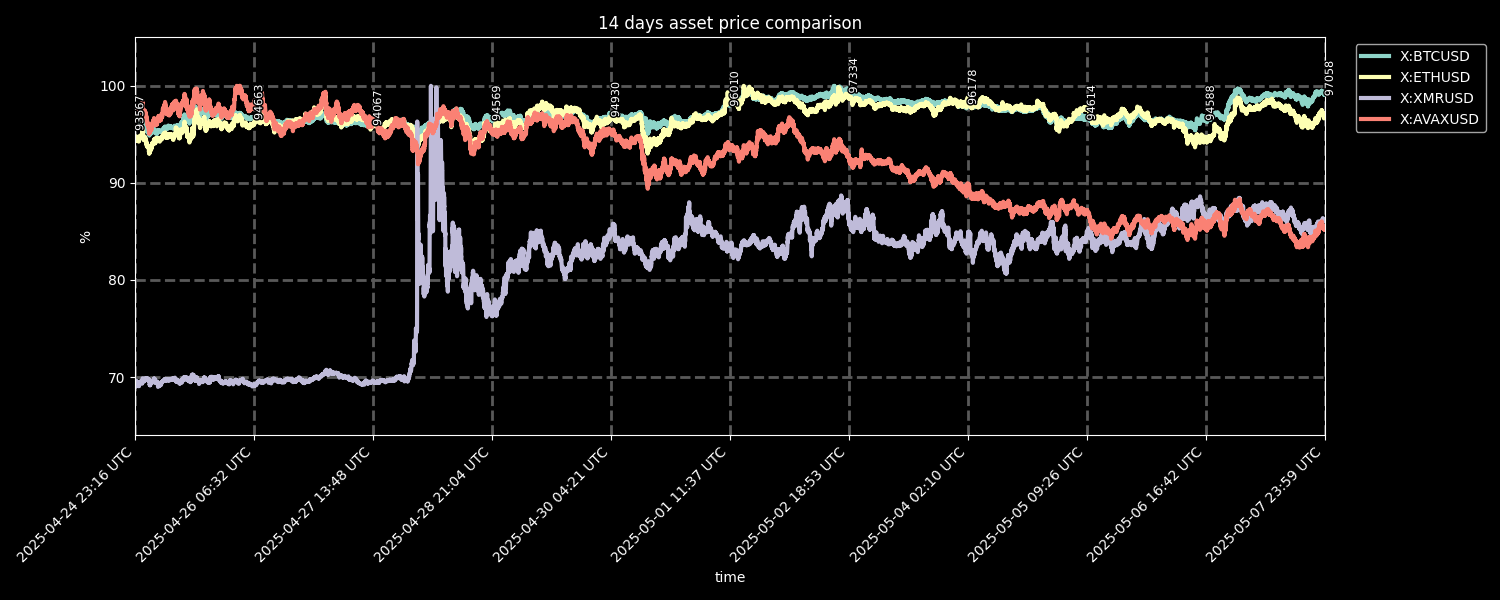 14 days asset price comparison
X:BTCUSD
X:ETHUSD
X:XMRUSD
X:AVAXUSD
100
90
80
70
%
93567
94663
94067
94569
94930
96010
97334
96178
94614
94588
97058
2025-04-24 23:16 UTC
2025-04-26 06:32 UTC
2025-04-27 13:48 UTC
2025-04-28 21:04 UTC
2025-04-30 04:21 UTC
2025-05-01 11:37 UTC
2025-05-02 18:53 UTC
2025-05-04 02:10 UTC
2025-05-05 09:26 UTC
2025-05-06 16:42 UTC
2025-05-07 23:59 UTC
time